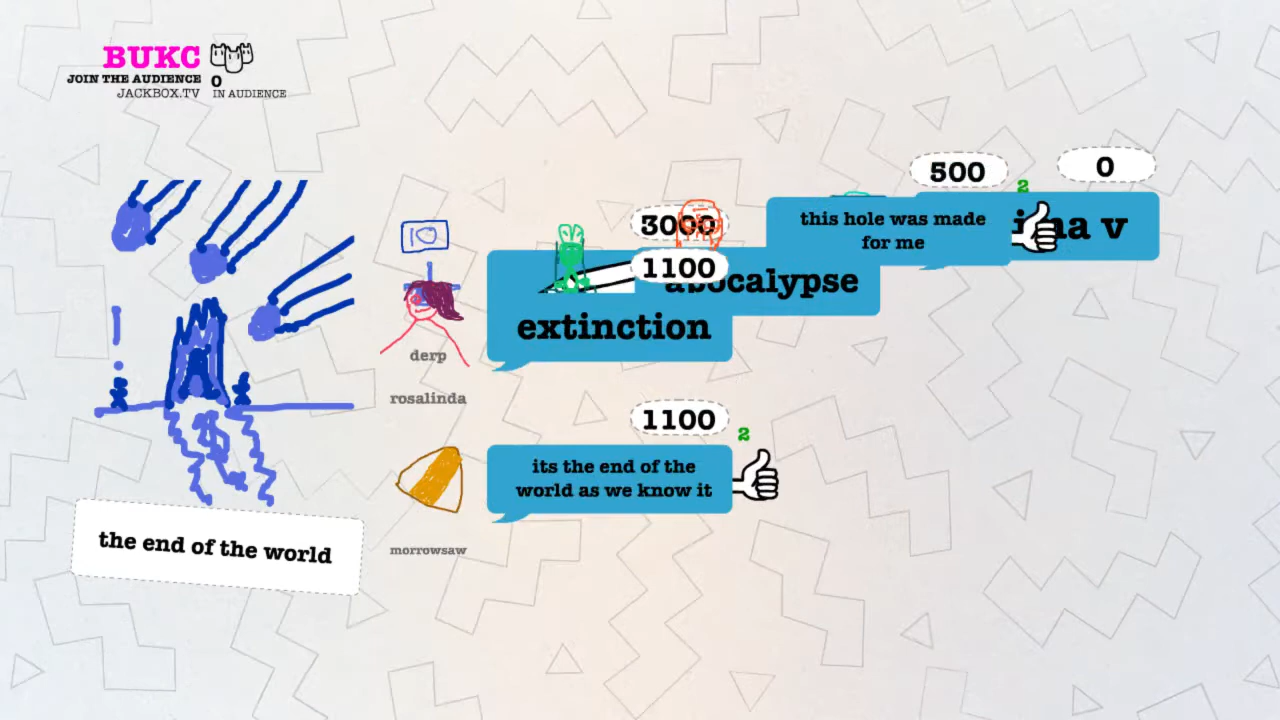 BUKC
JOIN THE AUDIENCE
JACKBOX.TV
0
IN AUDIENCE
500
2
0
this hole was made
for me
v
3000
1100
apocalypse
extinction
derp
rosalinda
1100
2
its the end of the
world as we know it
morrowsaw
the end of the world